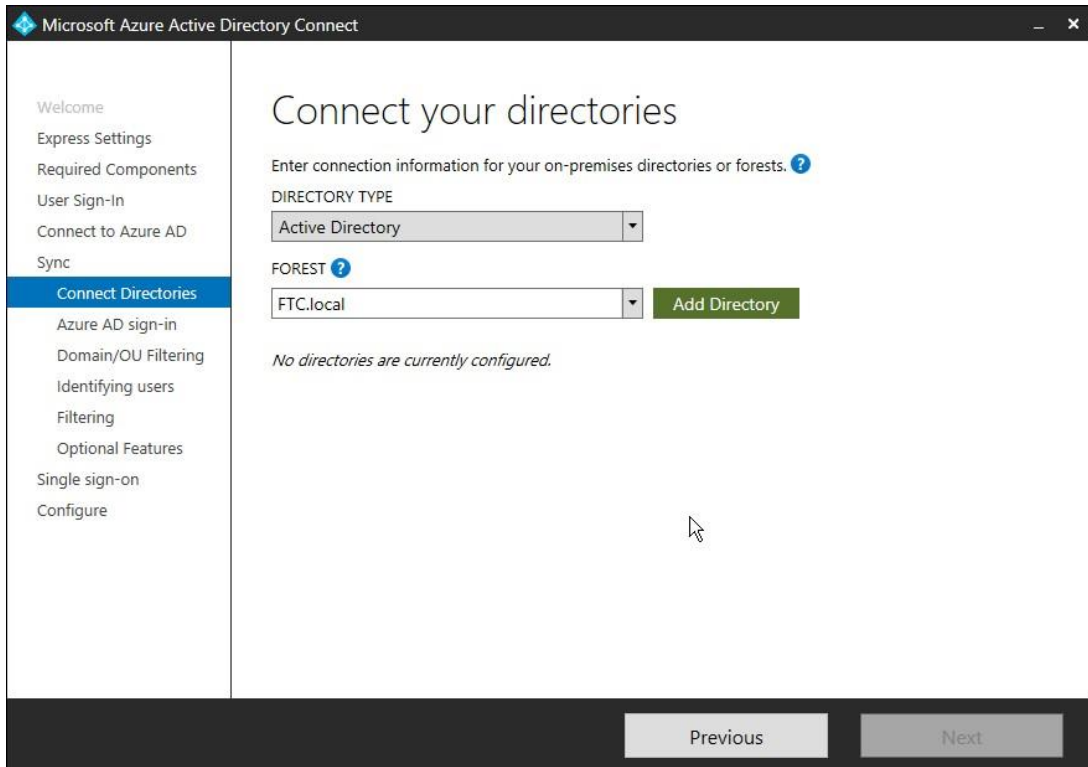 Microsoft Azure Active Directory Connect
Welcome
Express Settings
Required Components
User Sign-In
Connect to Azure AD
Sync
Connect Directories
Azure AD sign-in
Domain/OU Filtering
Identifying users
Filtering
Optional Features
Single sign-on
Configure
Connect your directories
Enter connection information for your on-premises directories or forests. ?
DIRECTORY TYPE
Active Directory
FOREST ?
FTC.local
Add Directory
No directories are currently configured.
Previous
Next